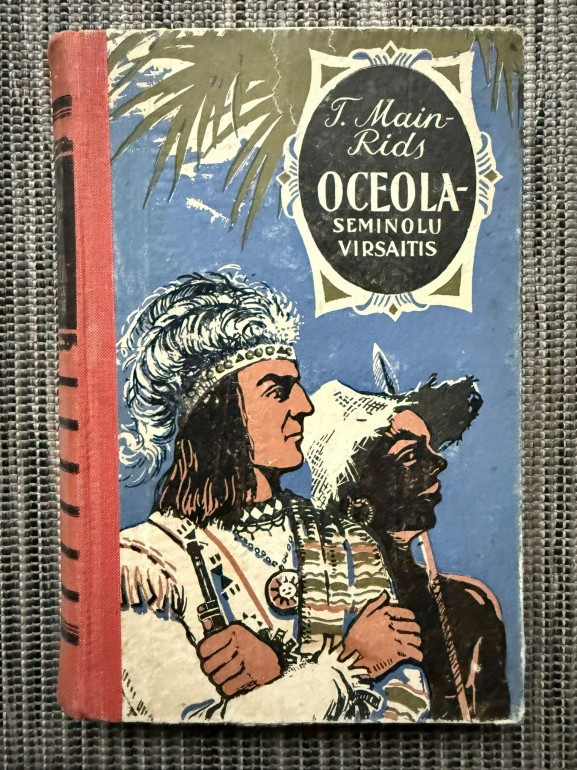 T. Main-
Rids
OCEOLA-
SEMINOLU
VIRSAITIS